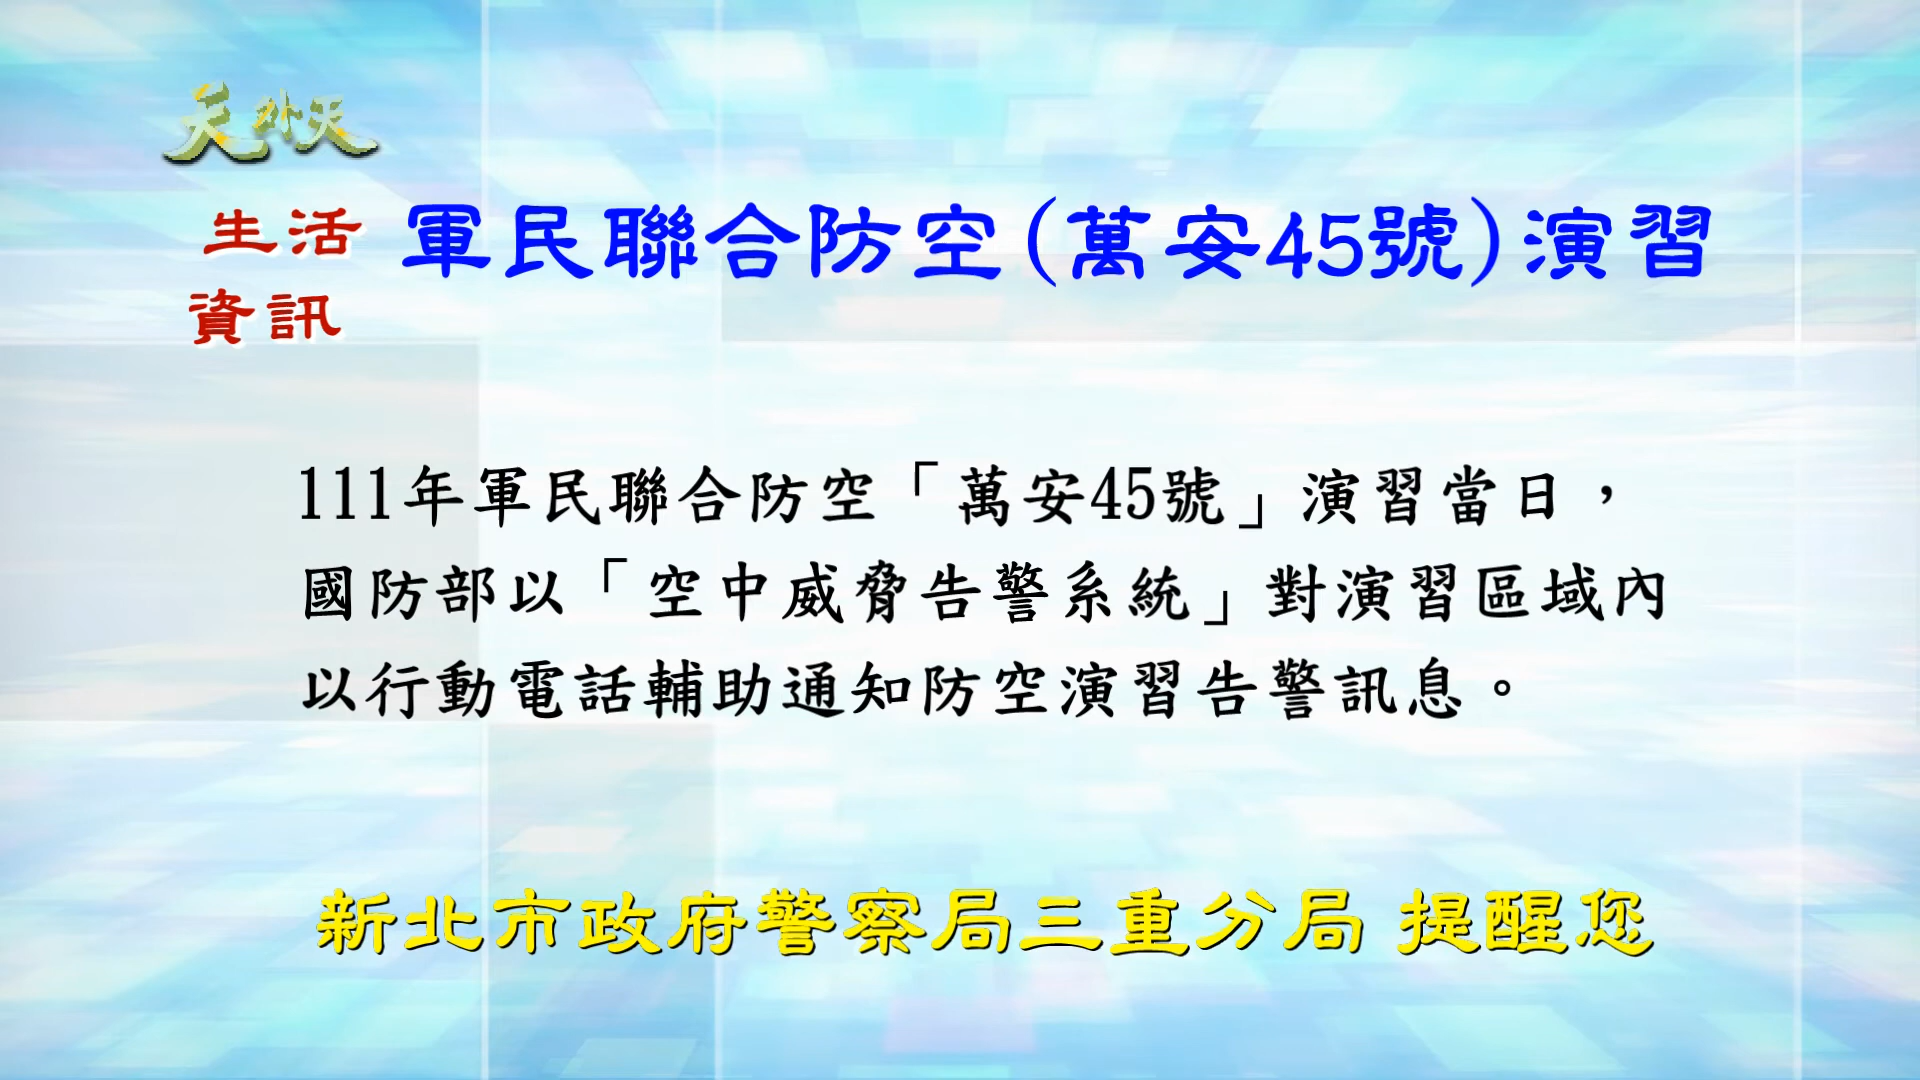 天外天
生活
資訊
軍民聯合防空(萬安45號)演習
111年軍民聯合防空「萬安45號」演習當日，
國防部以「空中威脅告警系統」對演習區域內
以行動電話輔助通知防空演習告警訊息。
新北市政府警察局三重分局 提醒您